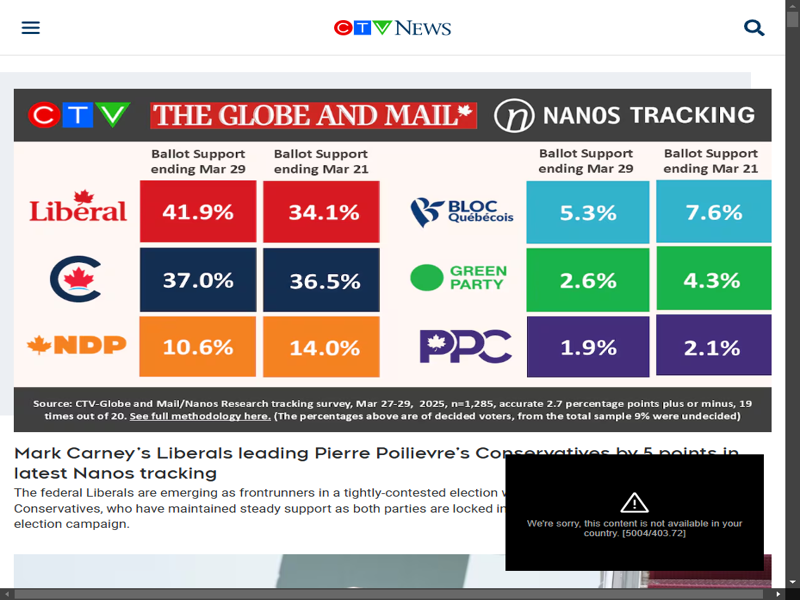 CTV NEWS
CTV THE GLOBE AND MAIL NANOS TRACKING
Ballot Support ending Mar 29
Ballot Support ending Mar 21
Ballot Support ending Mar 29
Ballot Support ending Mar 21
Liberal 41.9% 34.1%
BLOC Québécois 5.3% 7.6%
C 37.0% 36.5%
GREEN PARTY 2.6% 4.3%
NDP 10.6% 14.0%
PPC 1.9% 2.1%
Source: CTV-Globe and Mail/Nanos Research tracking survey, Mar 27-29, 2025, n=1,285, accurate 2.7 percentage points plus or minus, 19
times out of 20. See full methodology here. (The percentages above are of decided voters, from the total sample 9% were undecided)
Mark Carney's Liberals leading Pierre Poilievre's Conservatives by 5 points in
latest Nanos tracking
The federal Liberals are emerging as frontrunners in a tightly-contested election
Conservatives, who have maintained steady support as both parties are locked in
election campaign.
We're sorry, this content is not available in your
country. [5004/403.72]